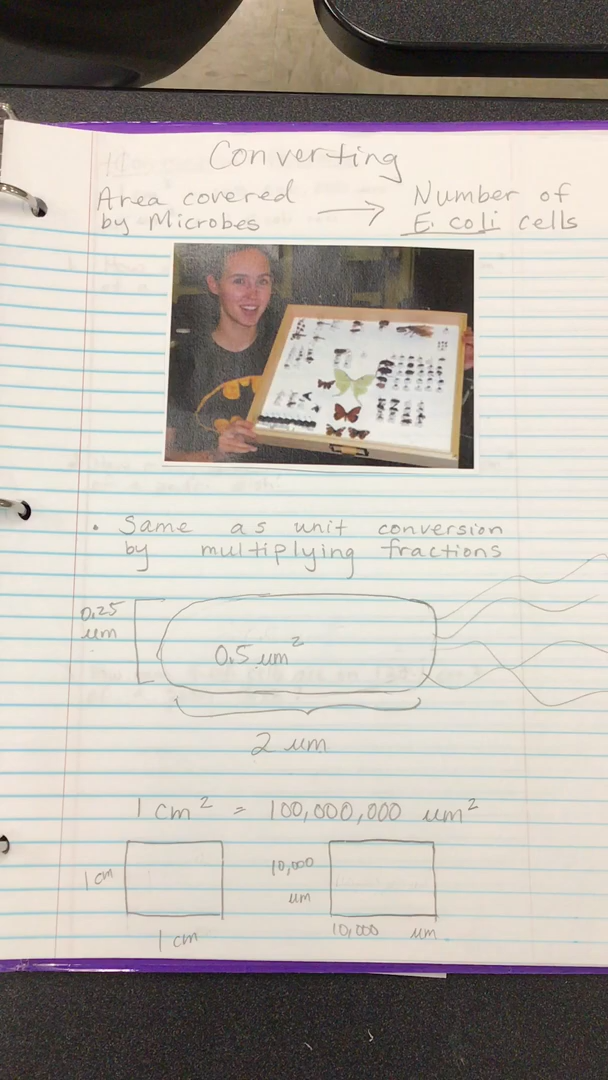 Converting
Area covered → Number of
by Microbes E. coli cells
• Same as unit conversion
by multiplying fractions
0.25
um
0.5 um²
2 um
1 cm² = 100,000,000 um²
1 cm
10,000
um
1 cm
10,000 um